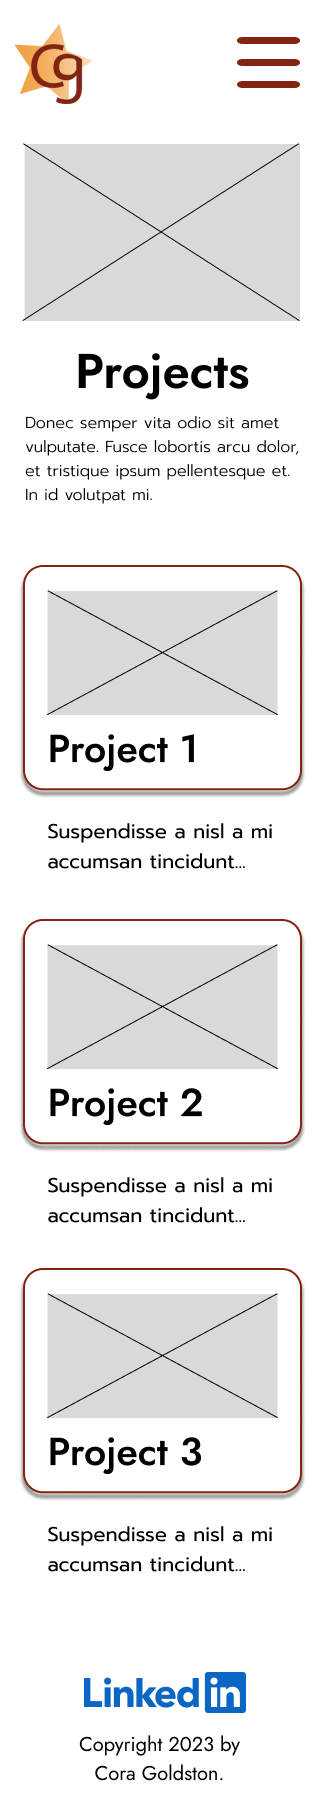 Cg
Projects
Donec semper vita odio sit amet
vulputate. Fusce lobortis arcu dolor,
et tristique ipsum pellentesque et.
In id volutpat mi.
Project 1
Suspendisse a nisl a mi
accumsan tincidunt...
Project 2
Suspendisse a nisl a mi
accumsan tincidunt...
Project 3
Suspendisse a nisl a mi
accumsan tincidunt...
Linked in
Copyright 2023 by
Cora Goldston.